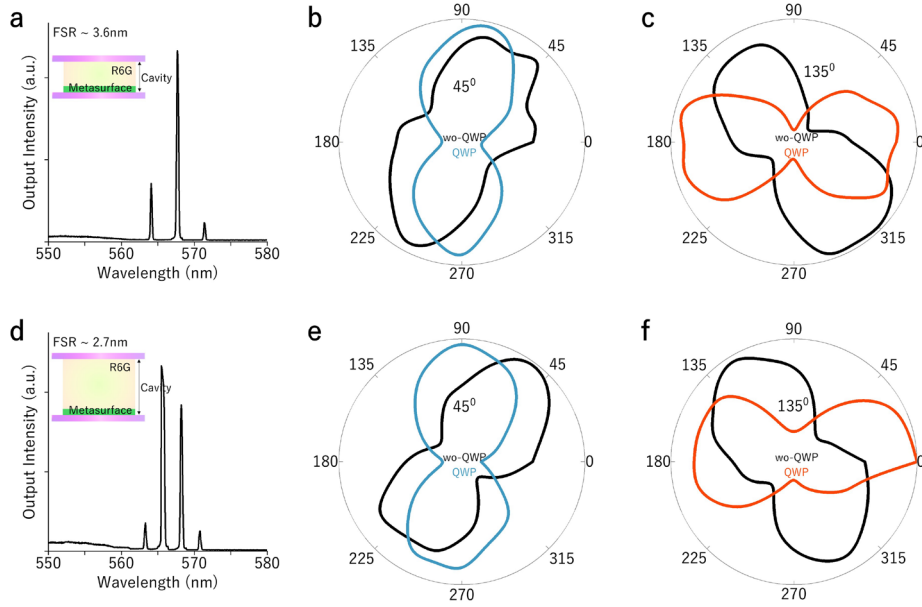 a
FSR ~ 3.6nm
R6G
Cavity
Metasurface
Output Intensity (a.u.)
550 560 570 580
Wavelength (nm)
b
90
135 45
45⁰
180 wo-QWP 0
QWP
225 315
270
c
90
135 45
135⁰
180 wo-QWP 0
QWP
225 315
270
d
FSR ~ 2.7nm
R6G
Cavity
Metasurface
Output Intensity (a.u.)
550 560 570 580
Wavelength (nm)
e
90
135 45
45⁰
180 wo-QWP 0
QWP
225 315
270
f
90
135 45
135⁰
180 wo-QWP 0
QWP
225 315
270